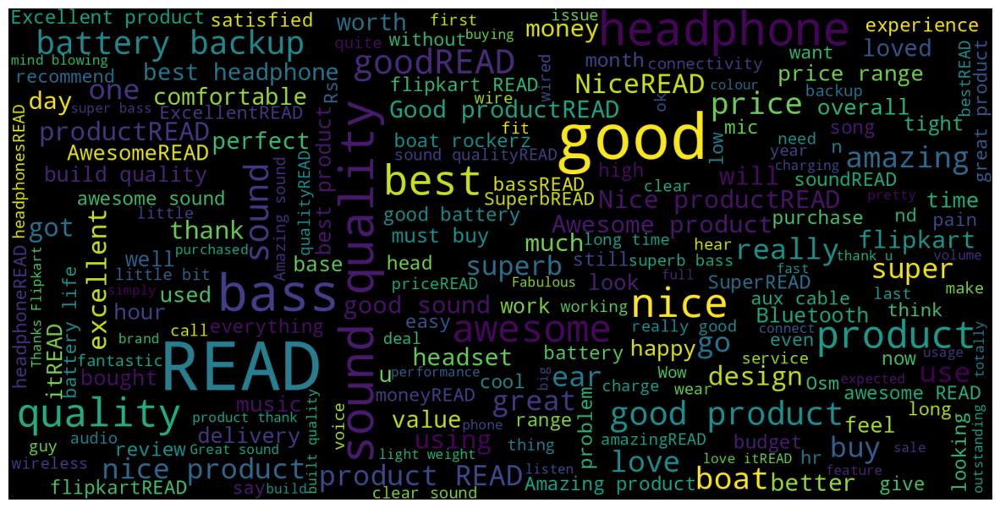 Excellent product
satisfied
worth
first
issue
money
headphone
experience
battery backup
quite
without
buying
mind blowing
recommend
best headphone
Rs
goodREAD
wired
month
connectivity
want
loved
price range
great product
bestREAD
day
one
super bass
comfortable
ExcellentREAD
flipkart READ
wire
NiceREAD
colour
ok
backup
price
overall
productREAD
perfect
best product
Good productREAD
fit
good
mic
song
tight
AwesomeREAD
boat rockerz
sound qualityREAD
low
need
n
year
charging
amazing
headphonesREAD
build quality
sound
Amazing sound
qualityREAD
sound quality
best
bassREAD
SuperbREAD
high
clear
will
soundREAD
awesome sound
little
Nice productREAD
pretty
time
got
excellent
thank
good battery
Awesome product
purchase
nd
pain
must buy
much
long time
hear
really
flipkart
headphoneREAD
Thanks Flipkart
battery life
well
purchased
base
head
superb
still
superb bass
thank u
volume
little bit
bass
priceREAD
Fabulous
look
full
SuperREAD
fast
super
simply
used
good sound
work
working
nice
aux cable
last
make
hour
call
everything
easy
awesome
really good
Bluetooth
think
itREAD
brand
READ
deal
connect
product
fantastic
headset
battery
happy
go
even
totally
bought
u
performance
cool
big
ear
Wow
service
now
usage
design
use
music
moneyREAD
great
charge
wear
Osm
expected
awesome READ
quality
product thank
built quality
voice
value
phone
range
problem
good product
feel
long
guy
audio
delivery
using
thing
amazingREAD
budget
buy
sale
looking
outstanding
review
Great sound
light weight
love
love itREAD
hr
feature
wireless
nice product
product READ
listen
flipkartREAD
say
build
clear sound
Amazing product
boat
better
give